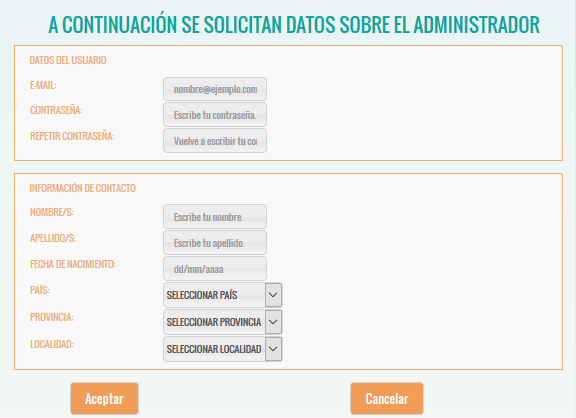 A CONTINUACIÓN SE SOLICITAN DATOS SOBRE EL ADMINISTRADOR
DATOS DEL USUARIO
E-MAIL: nombre@ejemplo.com
CONTRASEÑA: Escribe tu contraseña.
REPETIR CONTRASEÑA: Vuelve a escribir tu co
INFORMACIÓN DE CONTACTO
NOMBRE/S: Escribe tu nombre.
APELLIDO/S: Escribe tu apellido.
FECHA DE NACIMIENTO: dd/mm/aaaa
PAÍS: SELECCIONAR PAÍS
PROVINCIA: SELECCIONAR PROVINCIA
LOCALIDAD: SELECCIONAR LOCALIDAD
Aceptar Cancelar